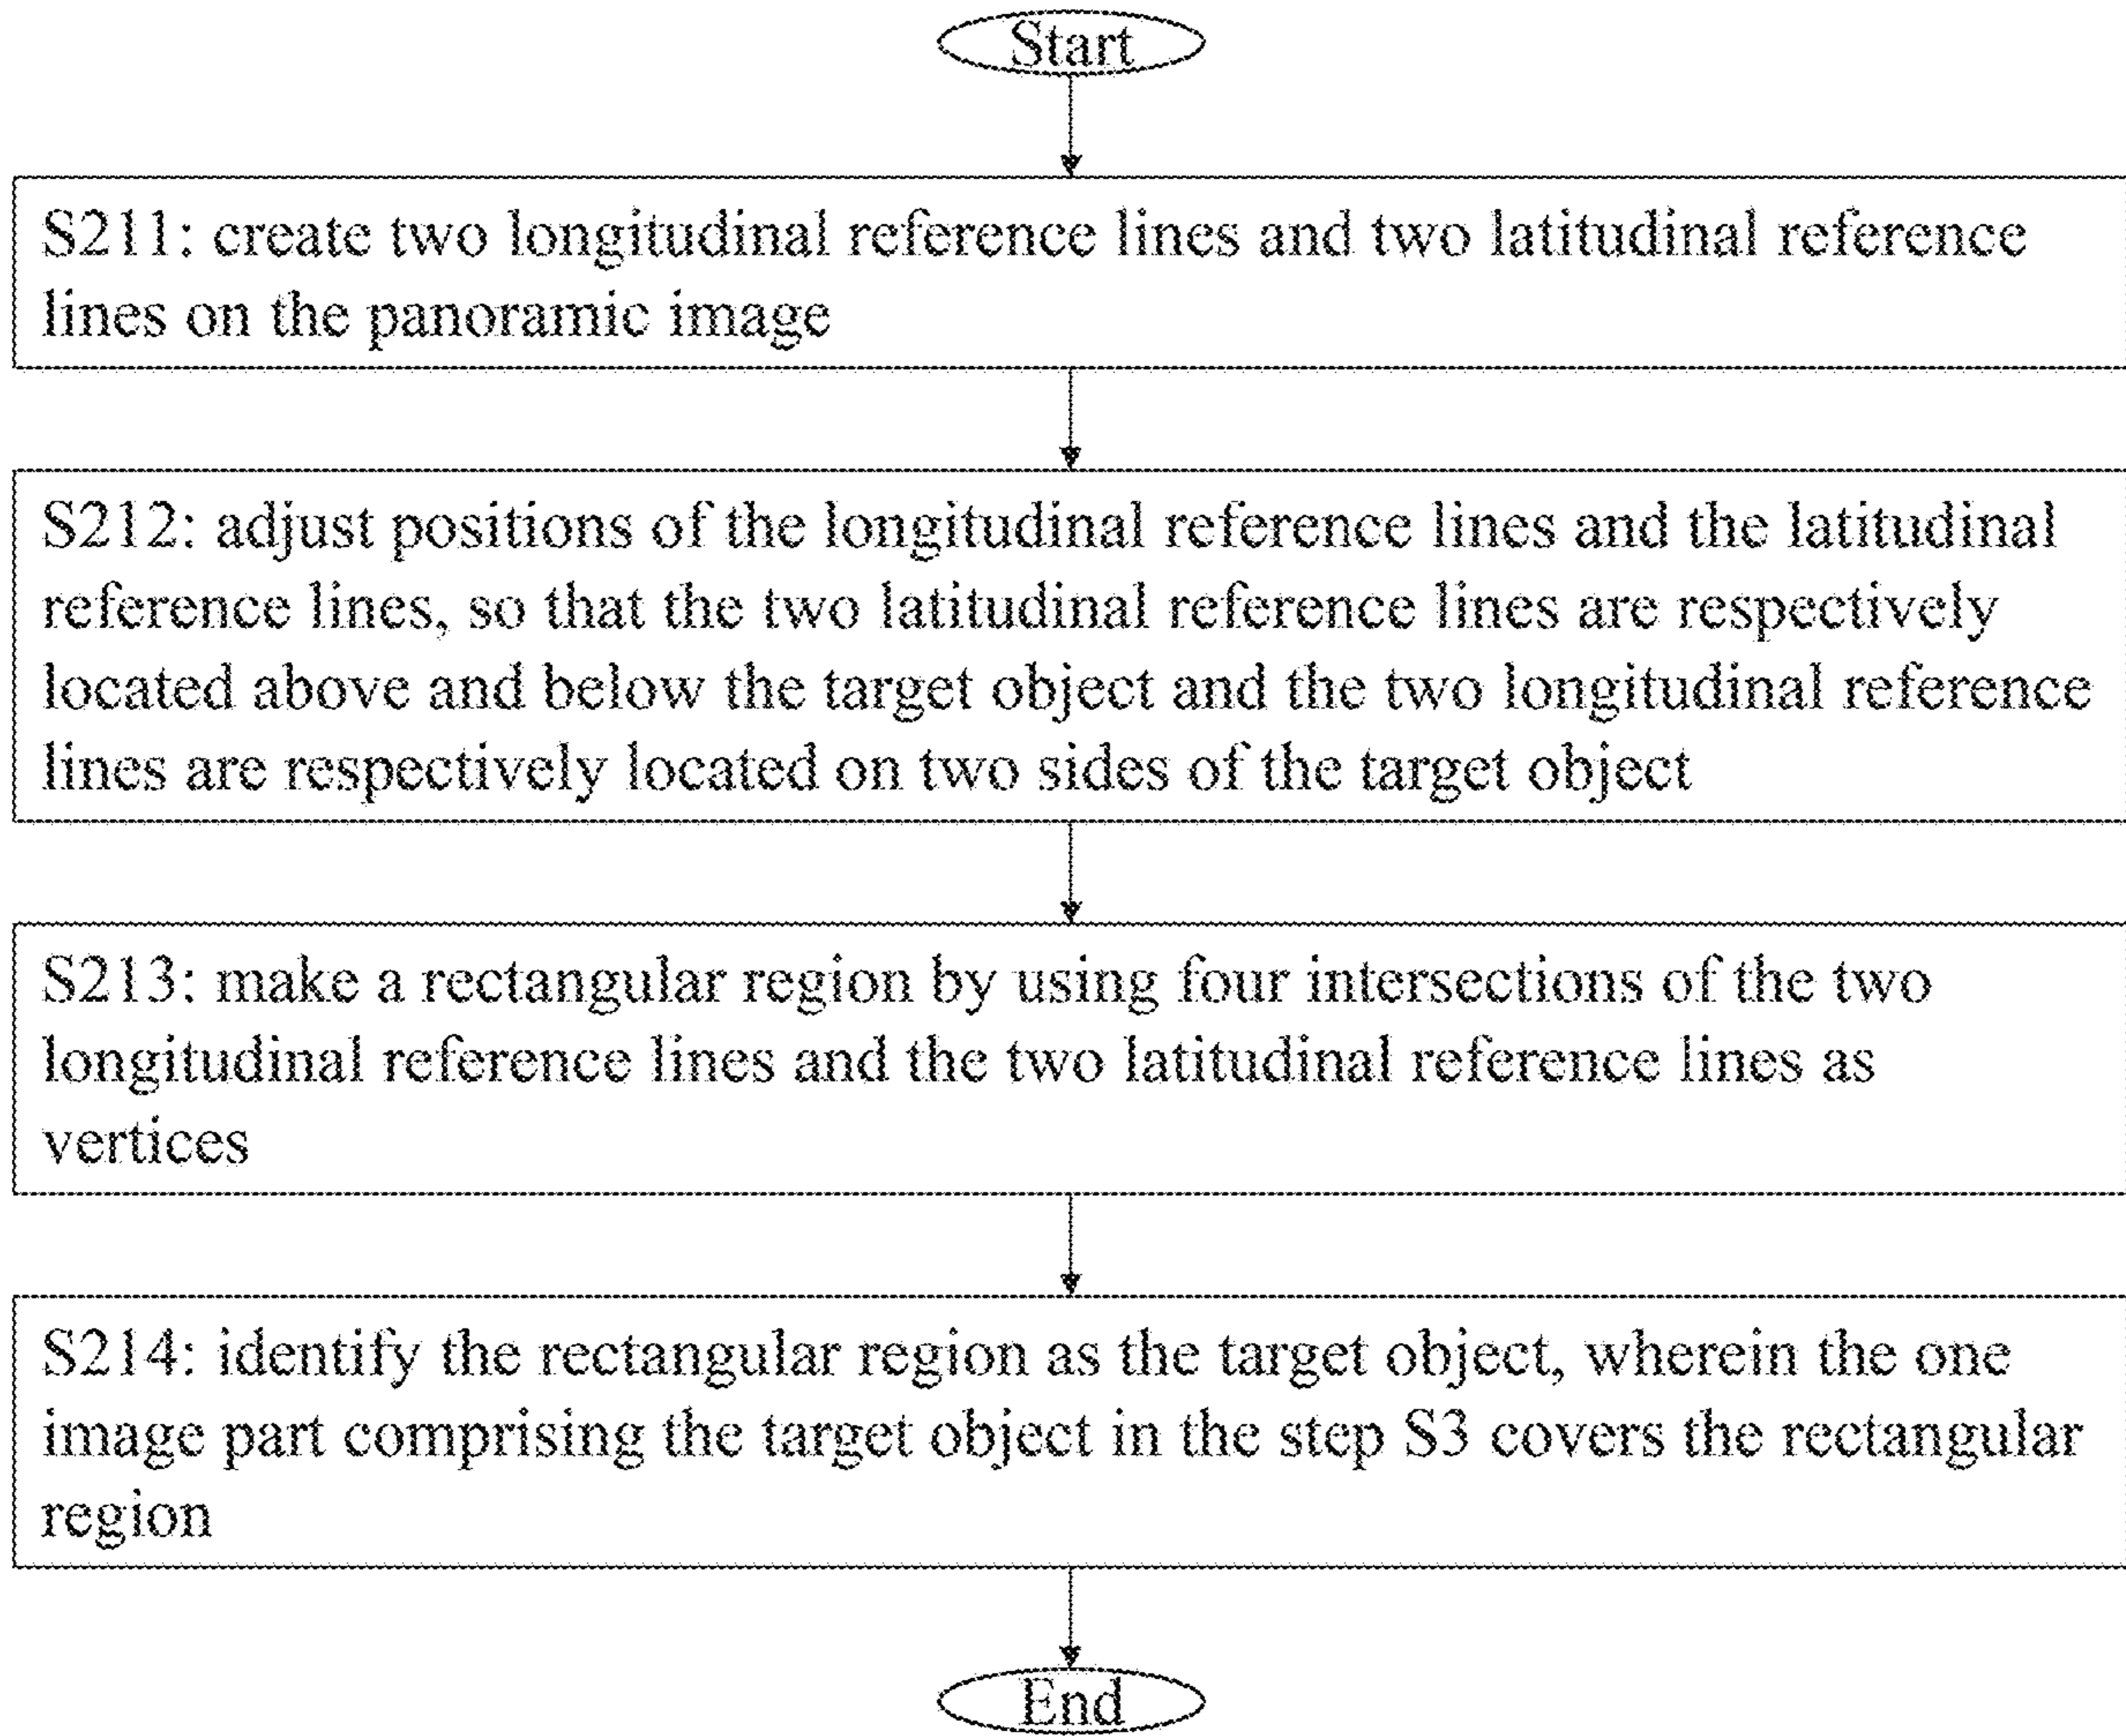 Start
S211: create two longitudinal reference lines and two latitudinal reference
lines on the panoramic image
S212: adjust positions of the longitudinal reference lines and the latitudinal
reference lines, so that the two latitudinal reference lines are respectively
located above and below the target object and the two longitudinal reference
lines are respectively located on two sides of the target object
S213: make a rectangular region by using four intersections of the two
longitudinal reference lines and the two latitudinal reference lines as
vertices
S214: identify the rectangular region as the target object, wherein the one
image part comprising the target object in the step S3 covers the rectangular
region
End